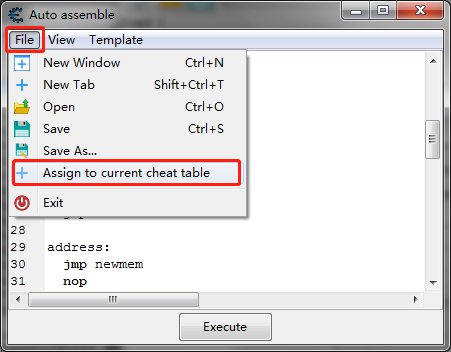 Auto assemble
File View Template
New Window Ctrl+N
New Tab Shift+Ctrl+T
Open Ctrl+O
Save Ctrl+S
Save As...
Assign to current cheat table
Exit
28
29 address:
30 jmp newmem
31 nop
Execute